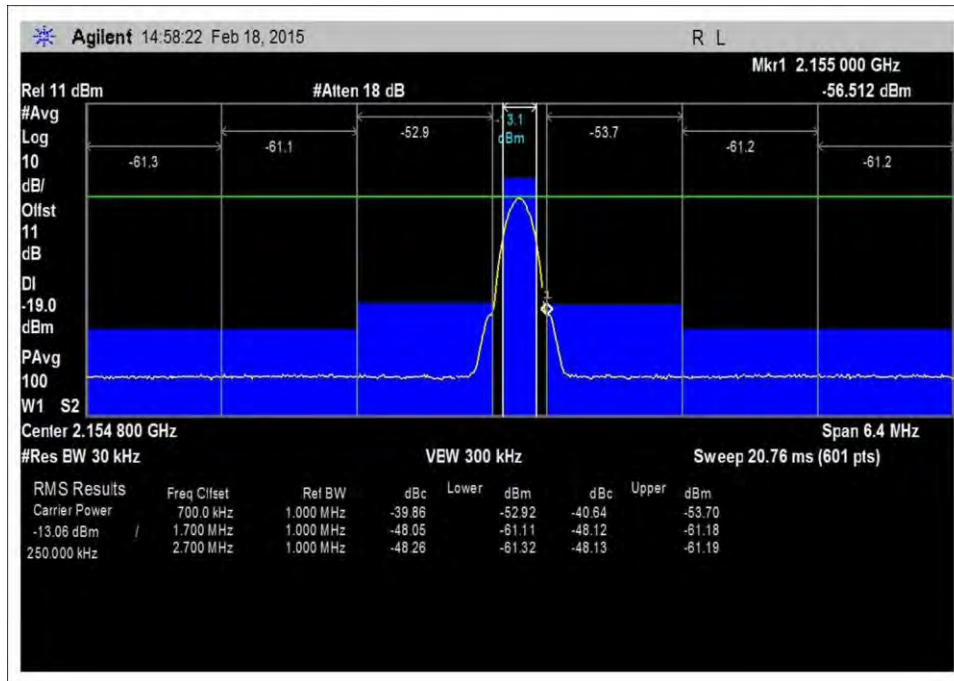 Agilent 14:58:22 Feb 18, 2015 R L
Mkr1 2.155 000 GHz
Rel 11 dBm #Atten 18 dB -56.512 dBm
#Avg
Log
10
dB/
Offst
11
dB
DI
-19.0
dBm
PAvg
100
W1 S2
-61.3 -61.1 -52.9 -13.1 dBm -53.7 -61.2 -61.2
1
Center 2.154 800 GHz Span 6.4 MHz
#Res BW 30 kHz VBW 300 kHz Sweep 20.76 ms (601 pts)
RMS Results Freq Offset Ref BW dBc Lower dBm dBc Upper dBm
Carrier Power 700.0 kHz 1.000 MHz -39.86 -52.92 -40.64 -53.70
-13.06 dBm / 1.700 MHz 1.000 MHz -48.05 -61.11 -48.12 -61.18
250.000 kHz 2.700 MHz 1.000 MHz -48.26 -61.32 -48.13 -61.19